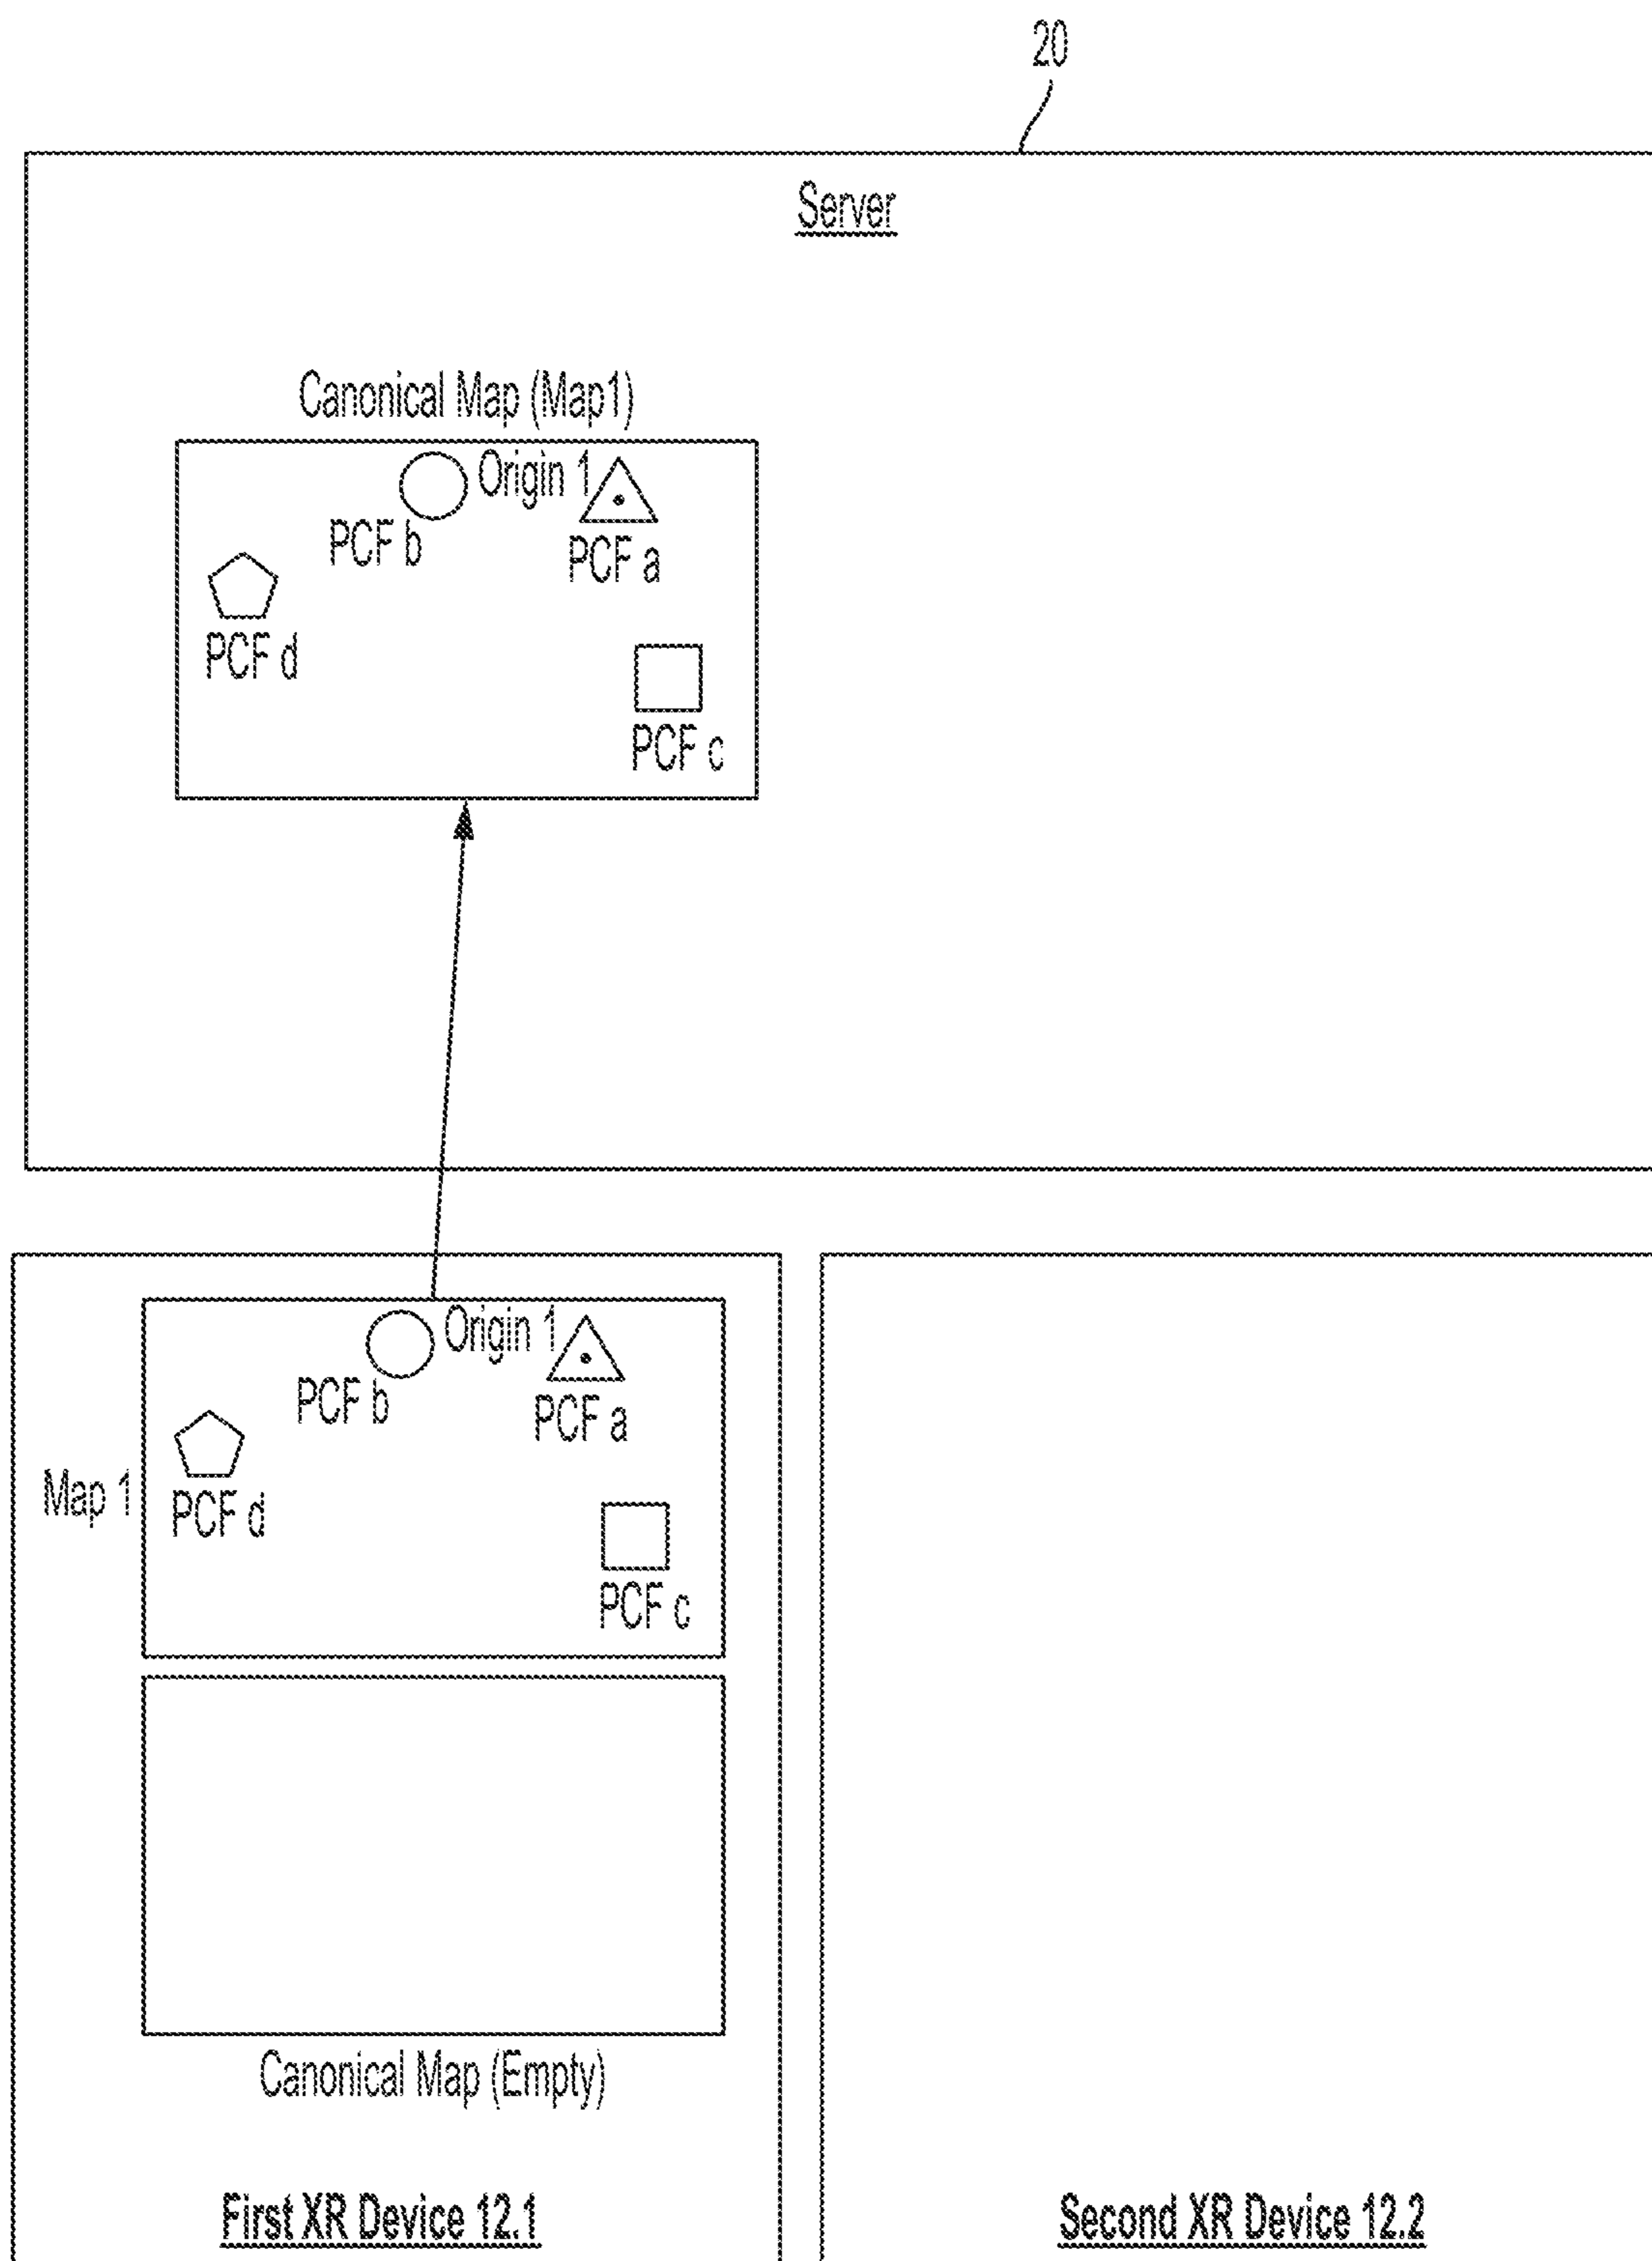 20
Server
Canonical Map (Map1)
Origin 1
PCF b
PCF a
PCF d
PCF c
Origin 1
PCF b
PCF a
Map 1
PCF d
PCF c
Canonical Map (Empty)
First XR Device 12.1
Second XR Device 12.2